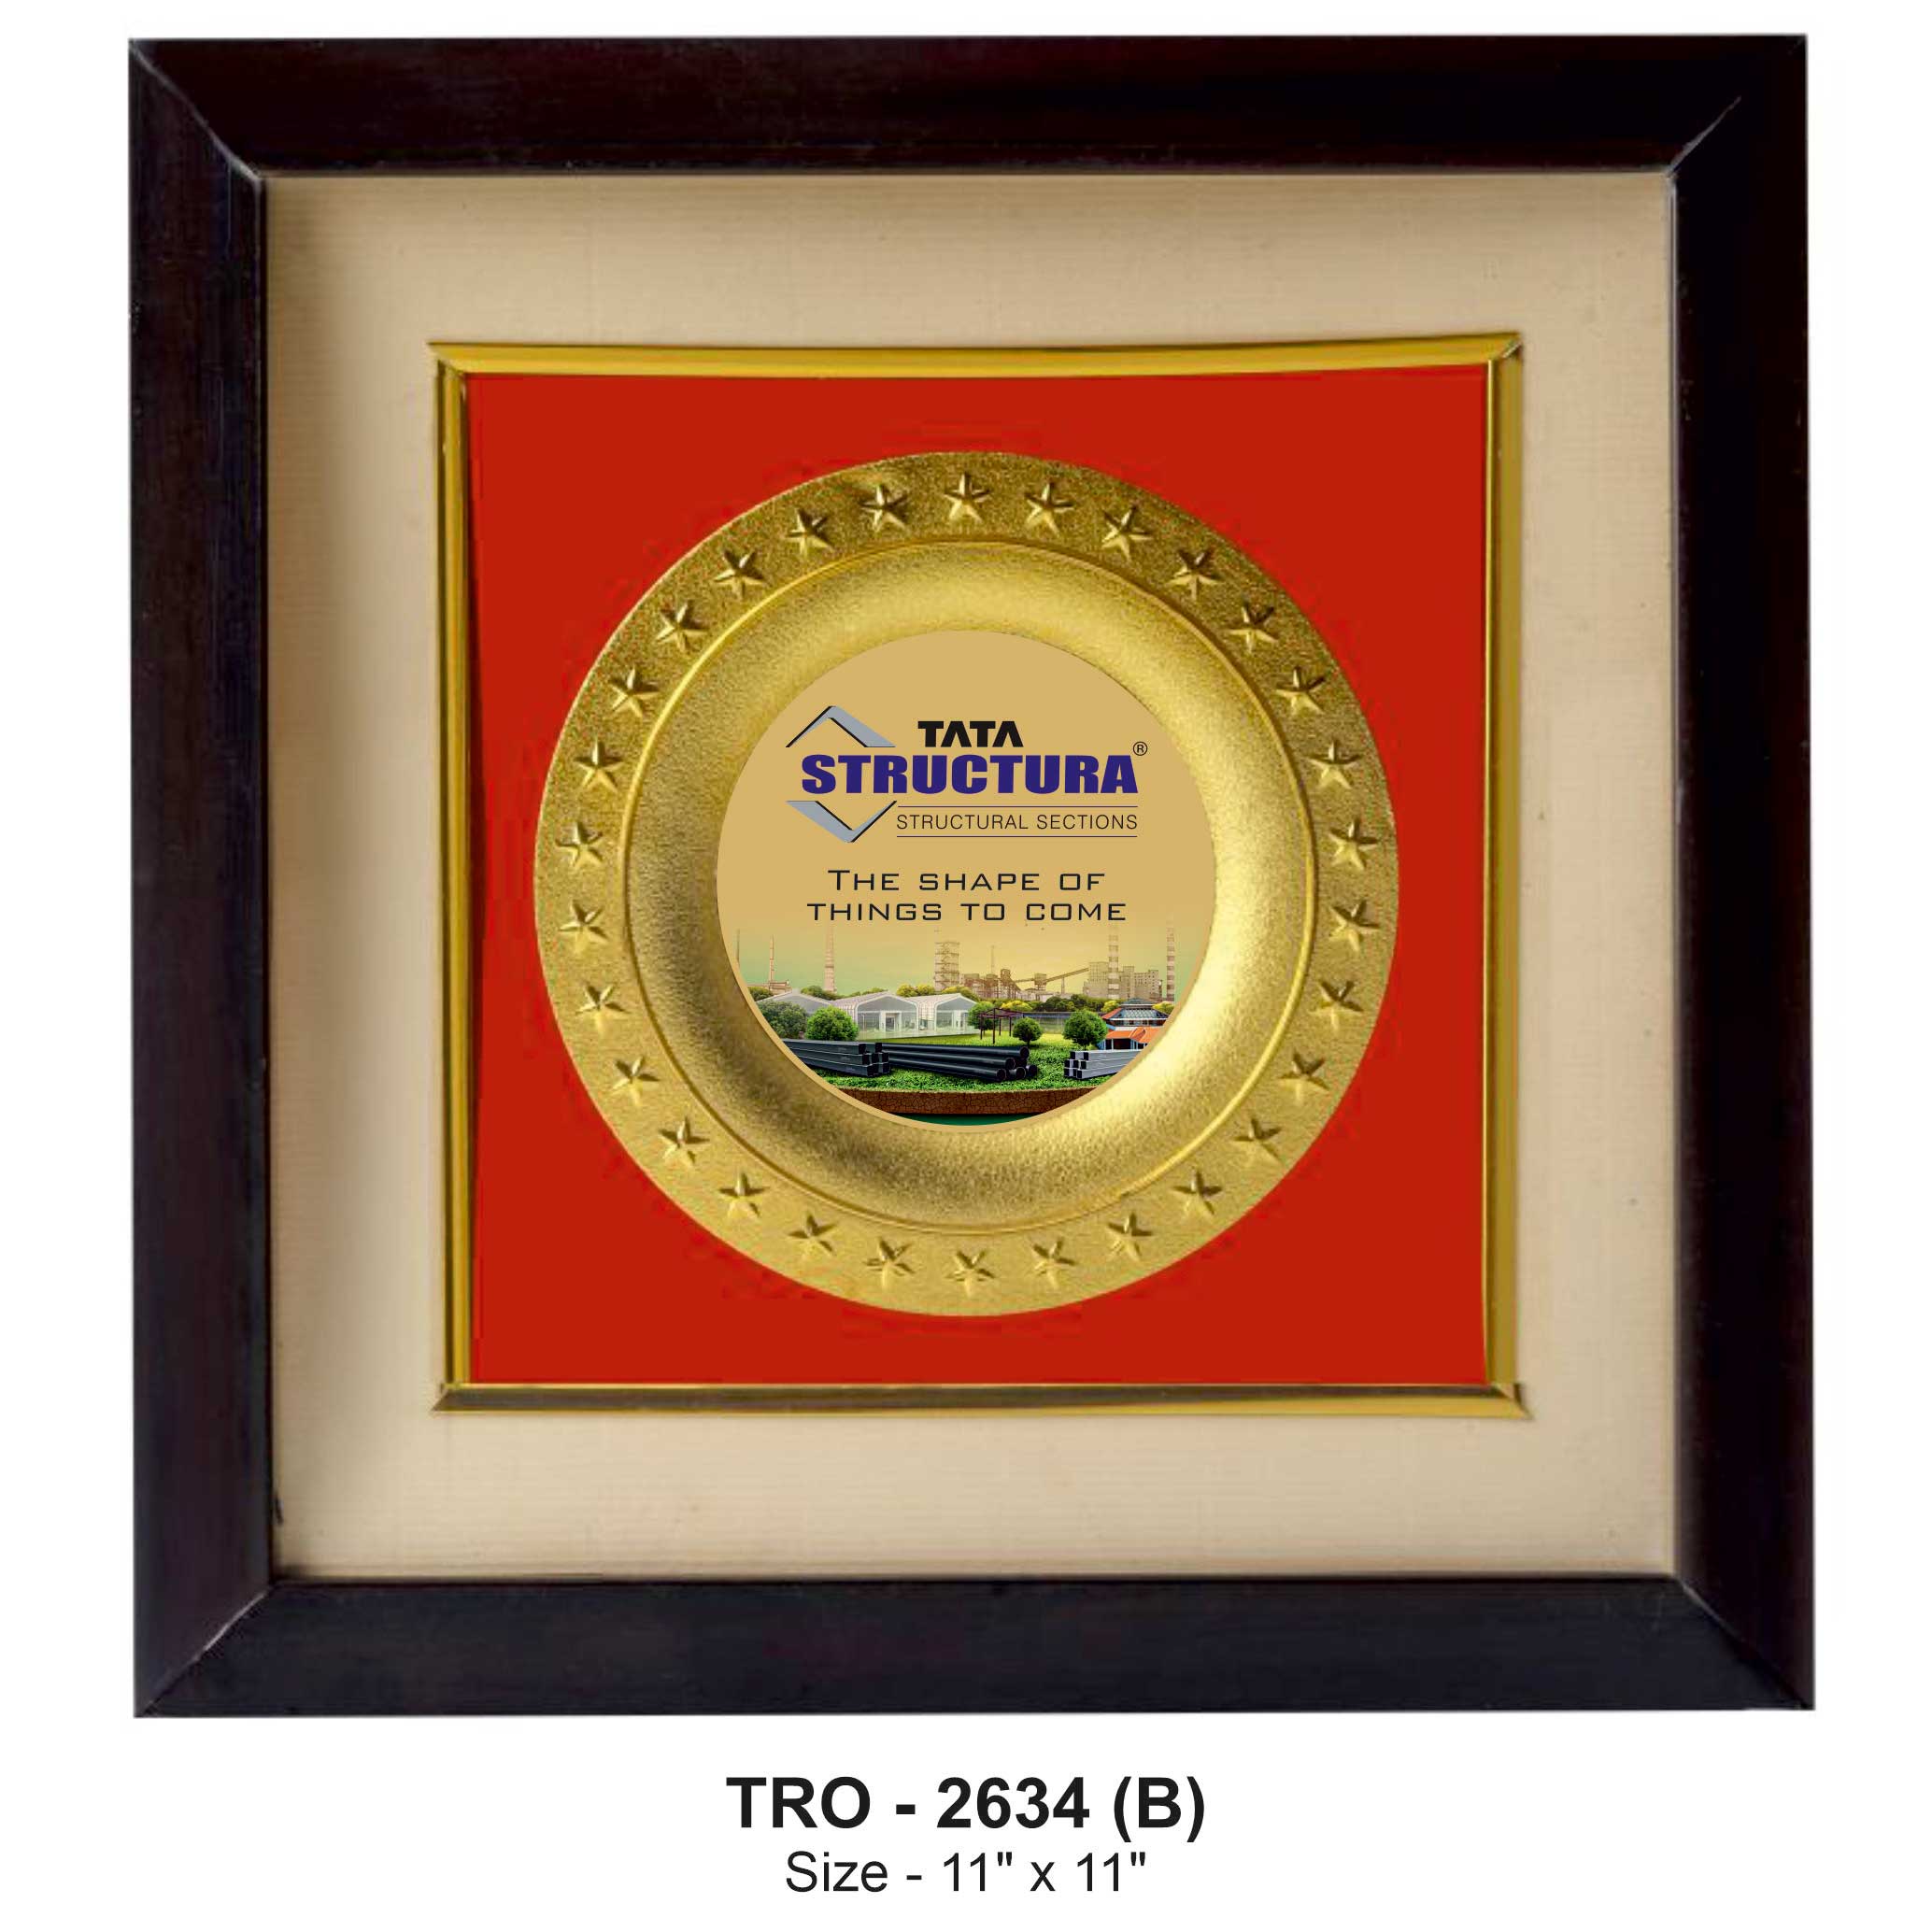 TATA
STRUCTURA®
STRUCTURAL SECTIONS
THE SHAPE OF
THINGS TO COME
TRO - 2634 (B)
Size - 11" x 11"